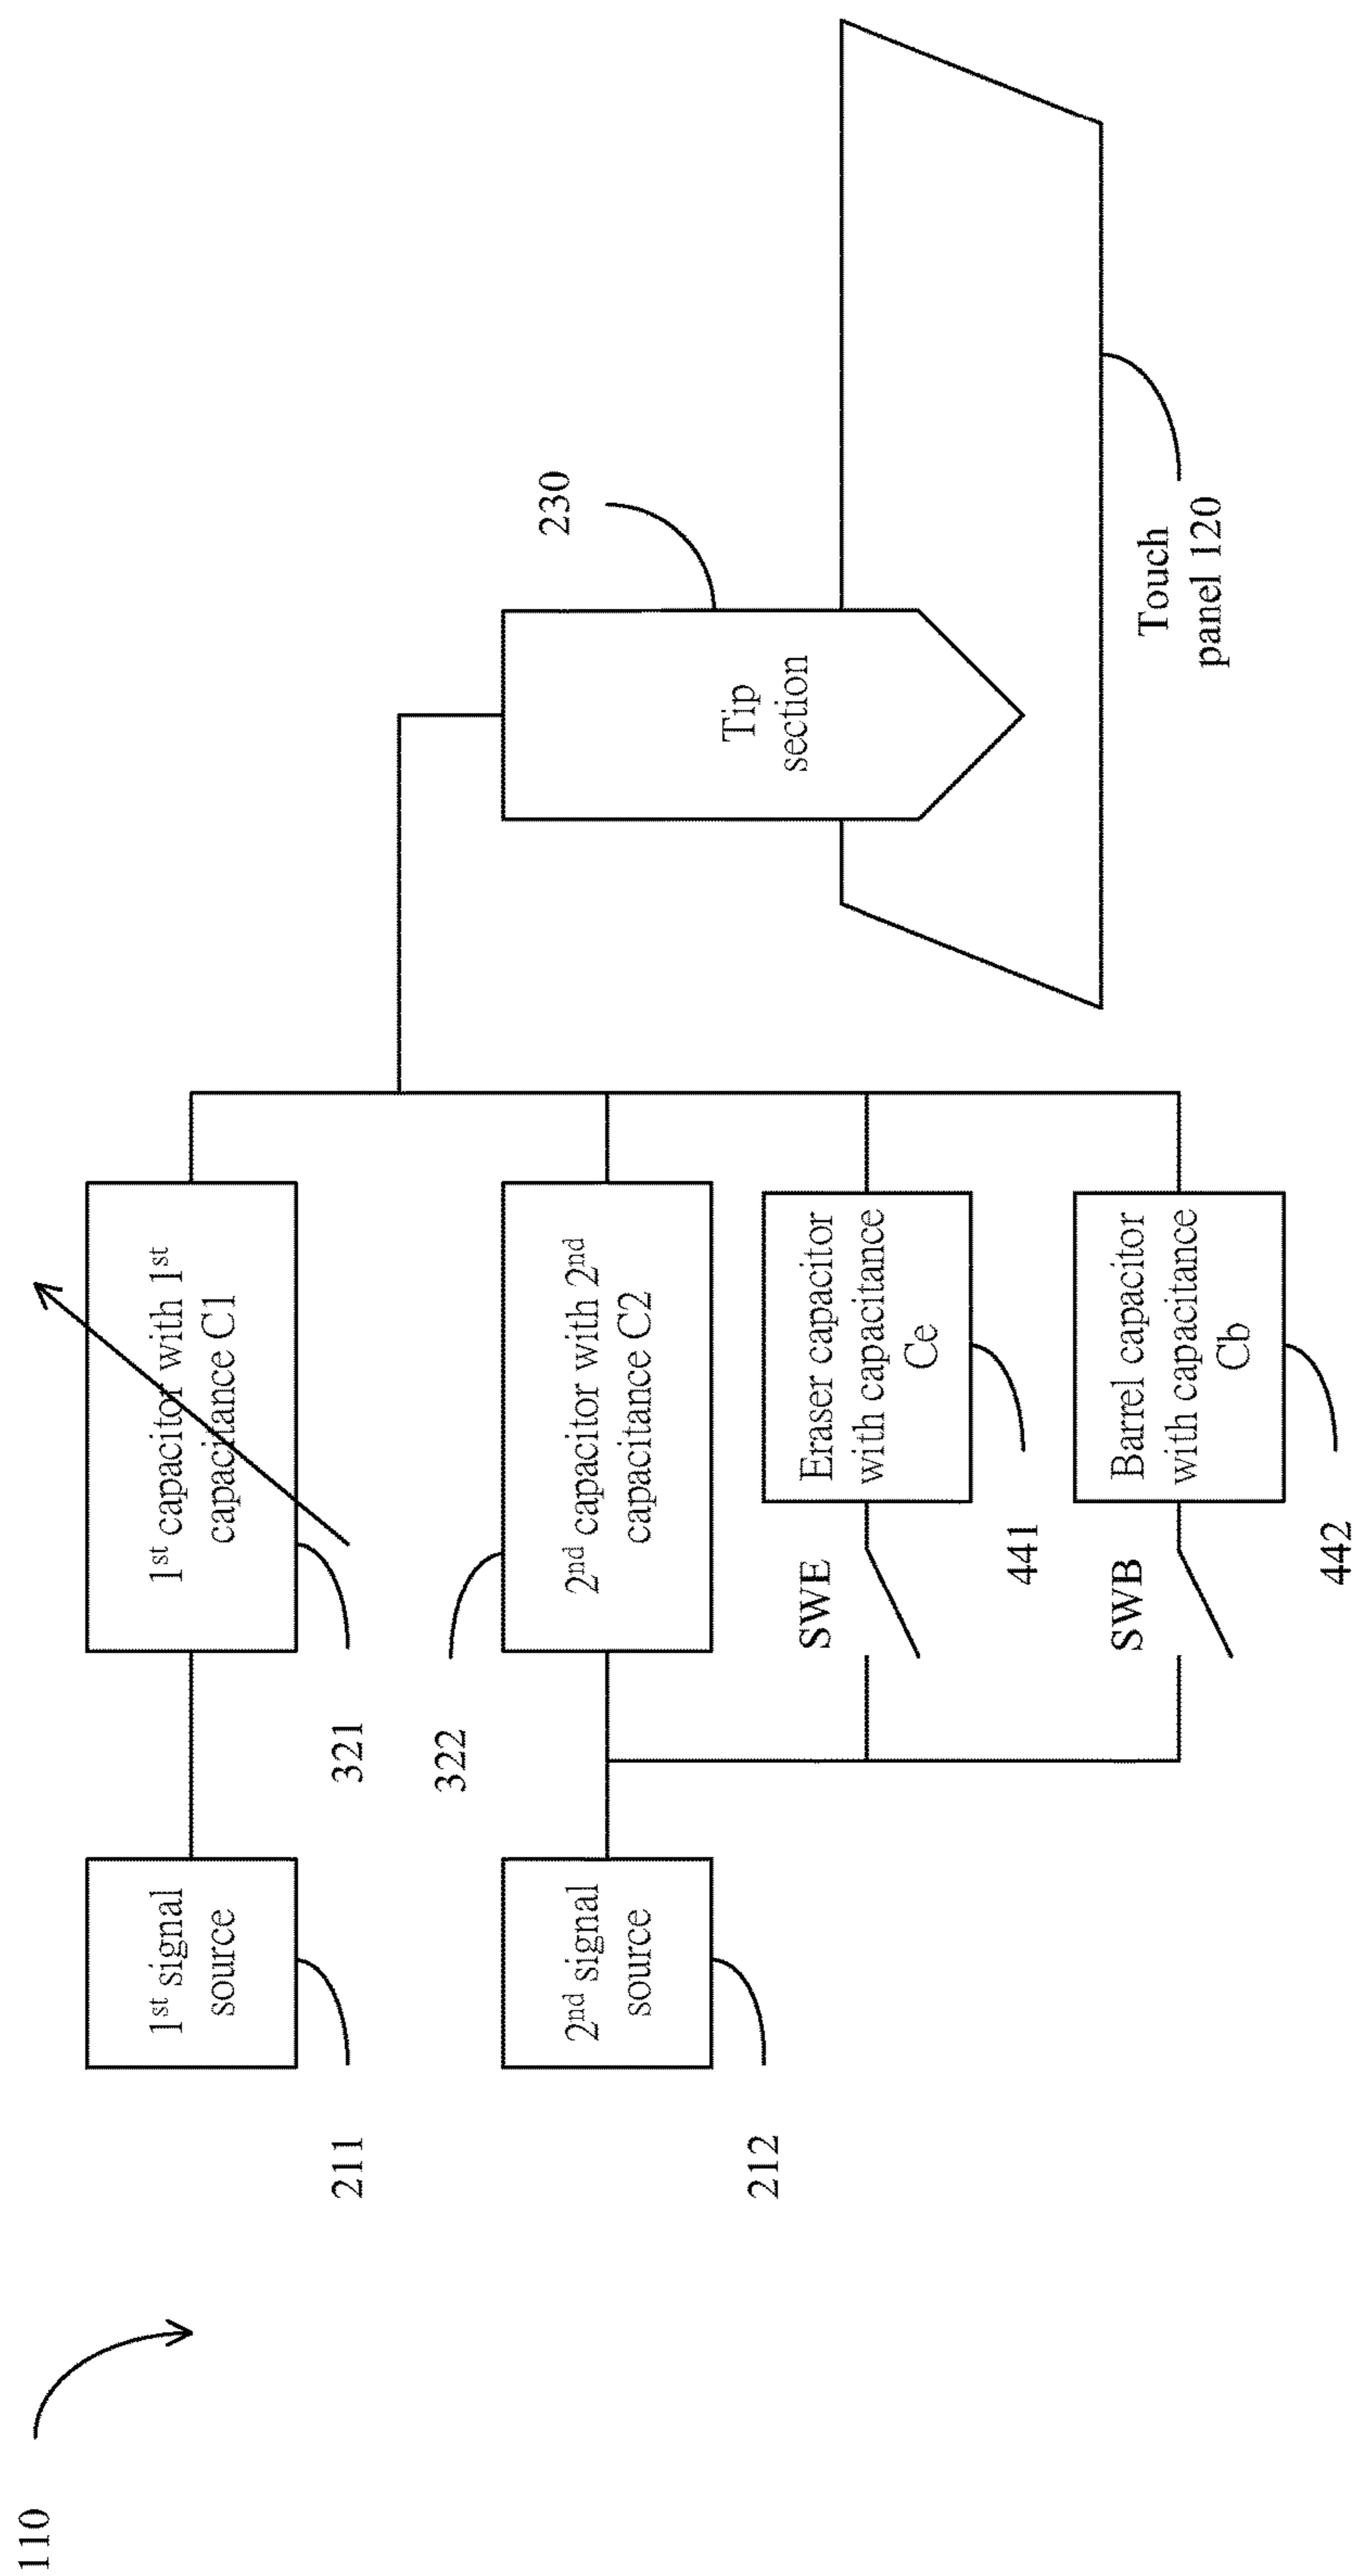 110
1st signal
source
211
1st capacitor with 1st
capacitance C1
321
2nd signal
source
212
2nd capacitor with 2nd
capacitance C2
322
SWE
Eraser capacitor
with capacitance
Ce
441
SWB
Barrel capacitor
with capacitance
Cb
442
Tip
section
230
Touch
panel 120